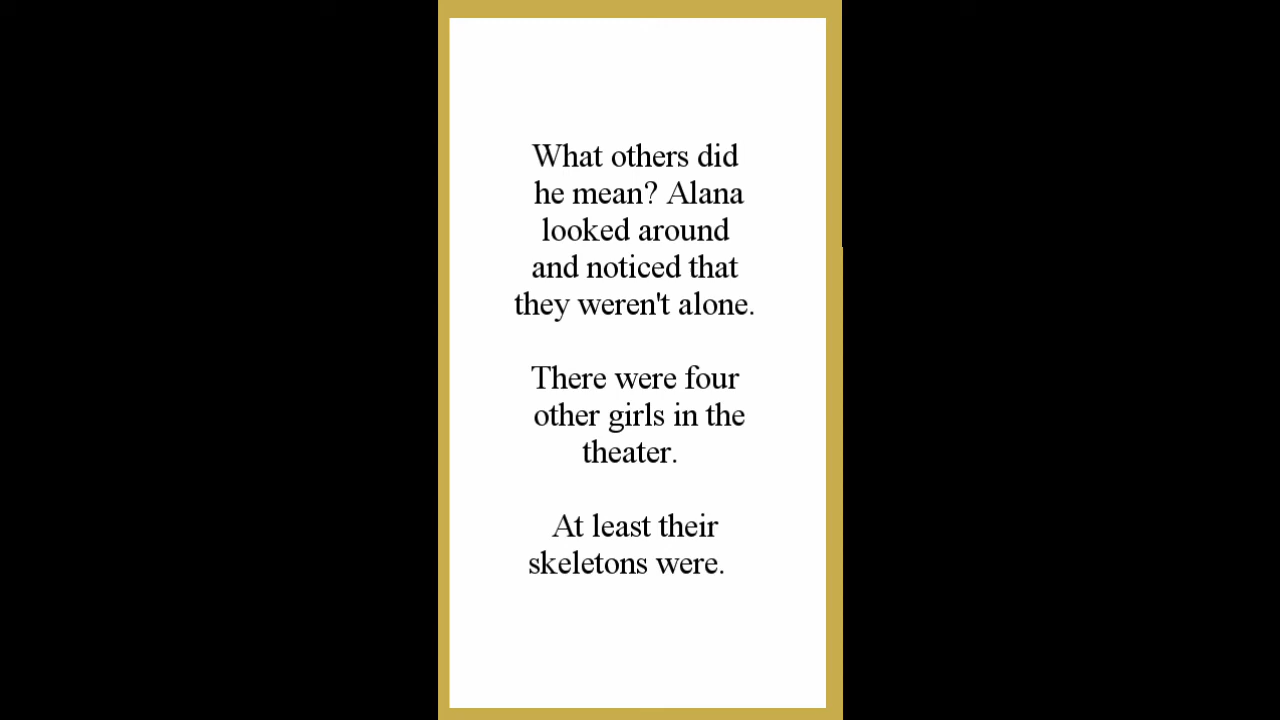 What others did
he mean? Alana
looked around
and noticed that
they weren't alone.
There were four
other girls in the
theater.
At least their
skeletons were.